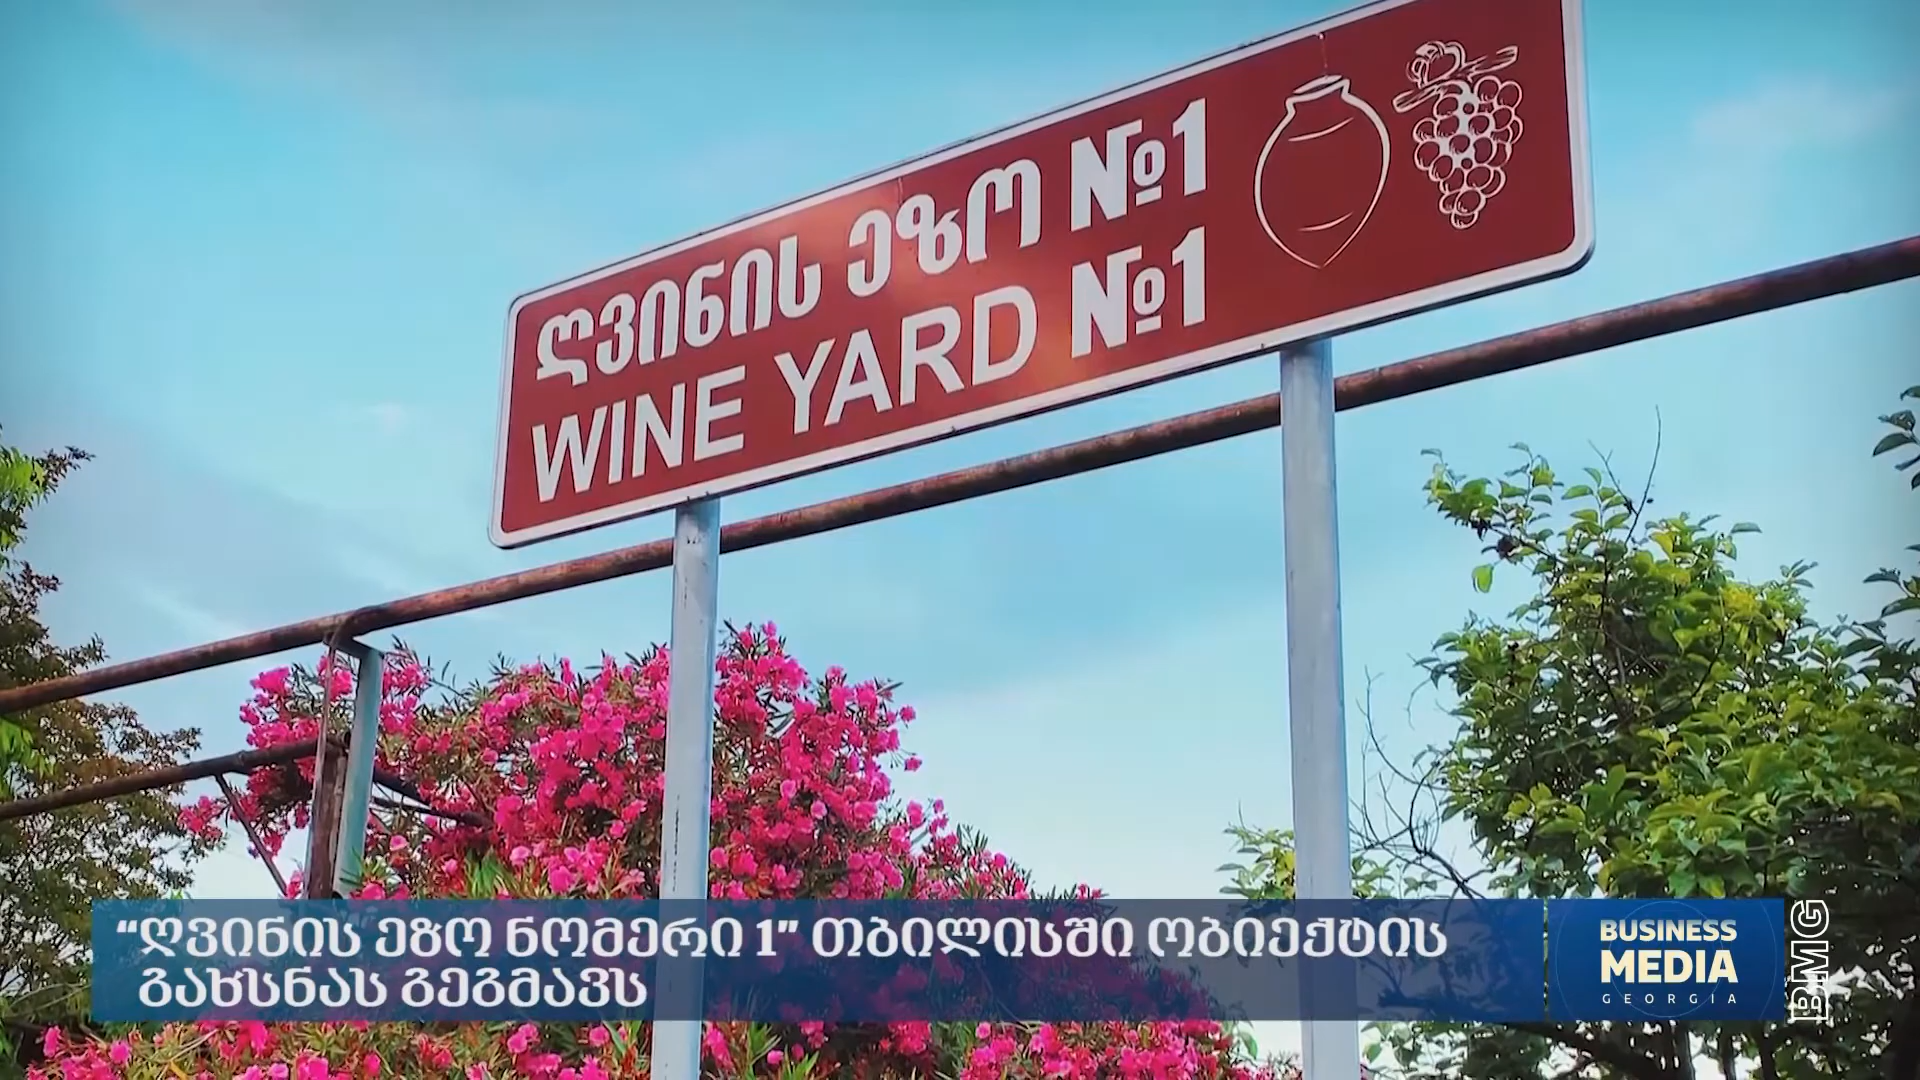 ღვინის ეზო №1
WINE YARD №1
“ღვინის ეზო ნომერი 1” თბილისში ობიექტის
გახსნას გეგმავს
BUSINESS
MEDIA
GEORGIA
BMG